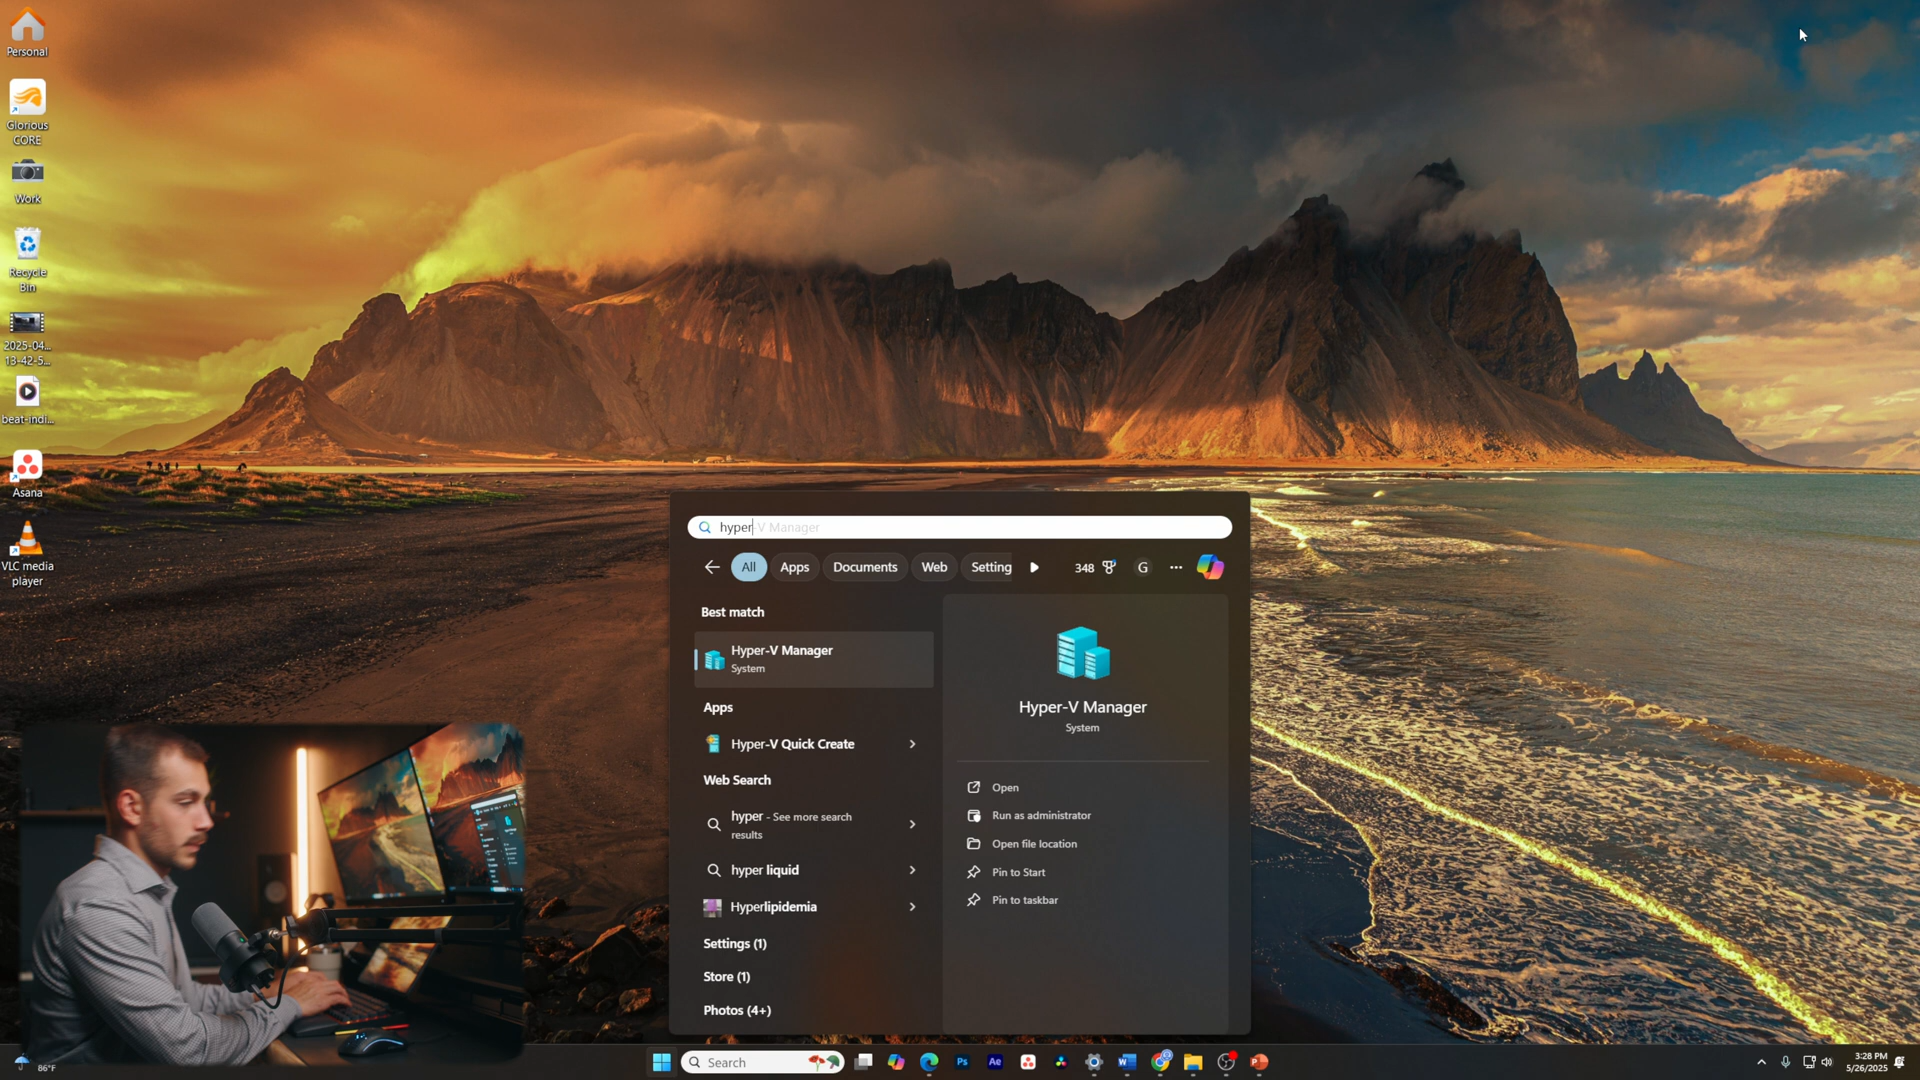 Personal
Glorious
CORE
Work
Recycle
Bin
2025-04...
13-42-5...
beat-indi...
Asana
VLC media
player
hyper-V Manager
All
Apps
Documents
Web
Setting
348
G
Best match
Hyper-V Manager
System
Apps
Hyper-V Quick Create
Web Search
hyper - See more search
results
hyper liquid
Hyperlipidemia
Settings (1)
Store (1)
Photos (4+)
Hyper-V Manager
System
Open
Run as administrator
Open file location
Pin to Start
Pin to taskbar
86°F
Search
Ps
Ae
3:28 PM
5/26/2025